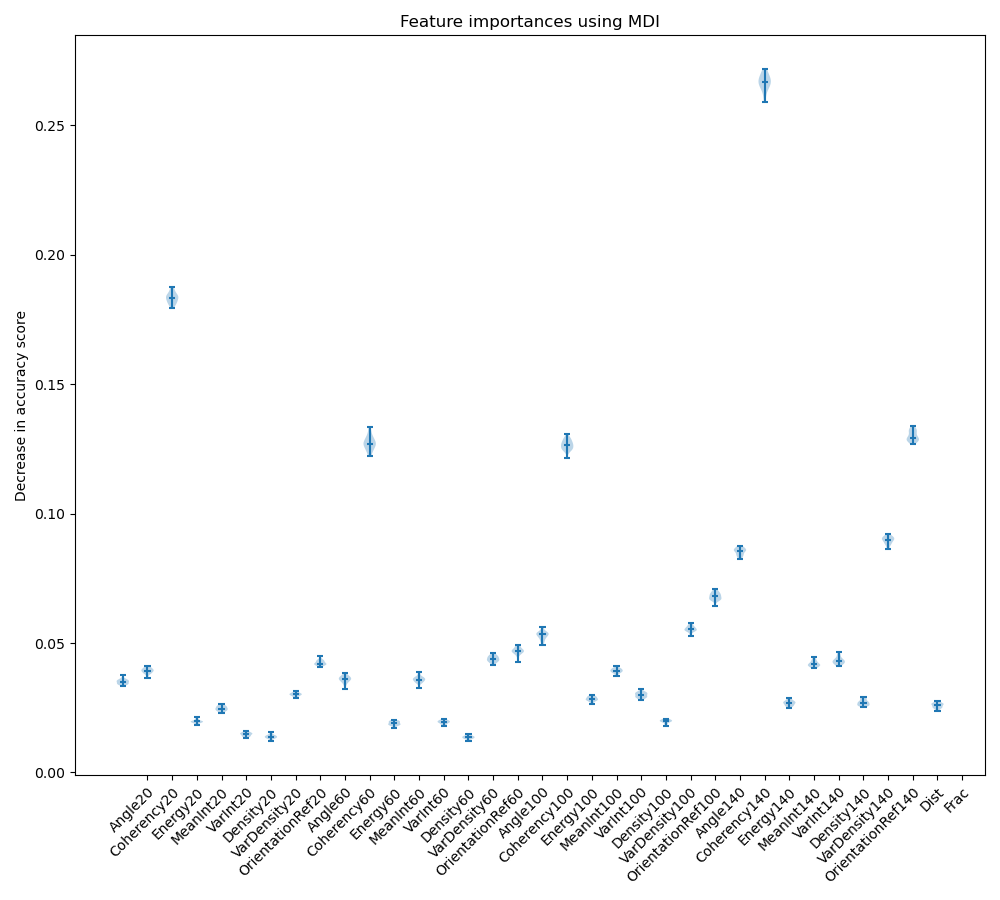 Feature importances using MDI
Decrease in accuracy score
0.25
0.20
0.15
0.10
0.05
0.00
Angle20
Coherency20
Energy20
MeanInt20
VarInt20
Density20
VarDensity20
OrientationRef20
Angle60
Coherency60
Energy60
MeanInt60
VarInt60
Density60
VarDensity60
OrientationRef60
Angle100
Coherency100
Energy100
MeanInt100
VarInt100
Density100
VarDensity100
OrientationRef100
Angle140
Coherency140
Energy140
MeanInt140
VarInt140
Density140
VarDensity140
OrientationRef140
Dist
Frac